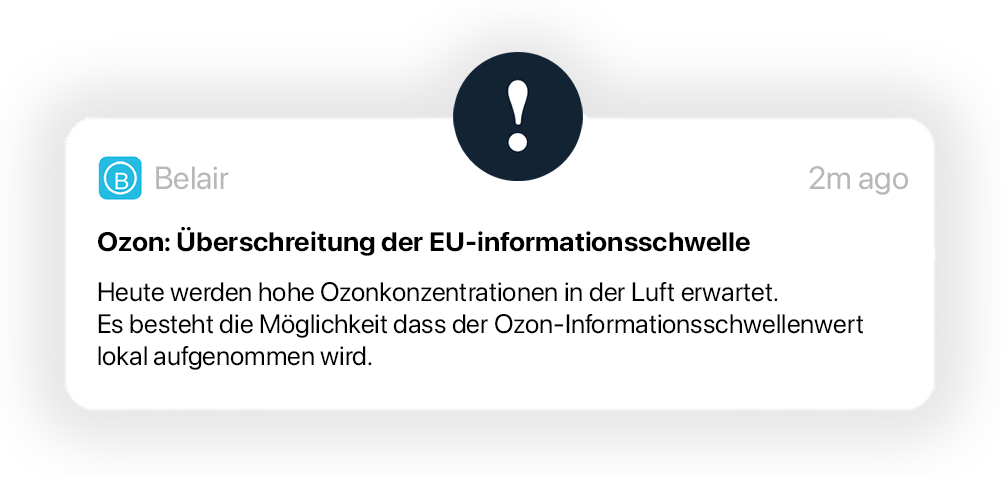 !
B Belair 2m ago
Ozon: Überschreitung der EU-informationsschwelle
Heute werden hohe Ozonkonzentrationen in der Luft erwartet.
Es besteht die Möglichkeit dass der Ozon-Informationsschwellenwert
lokal aufgenommen wird.